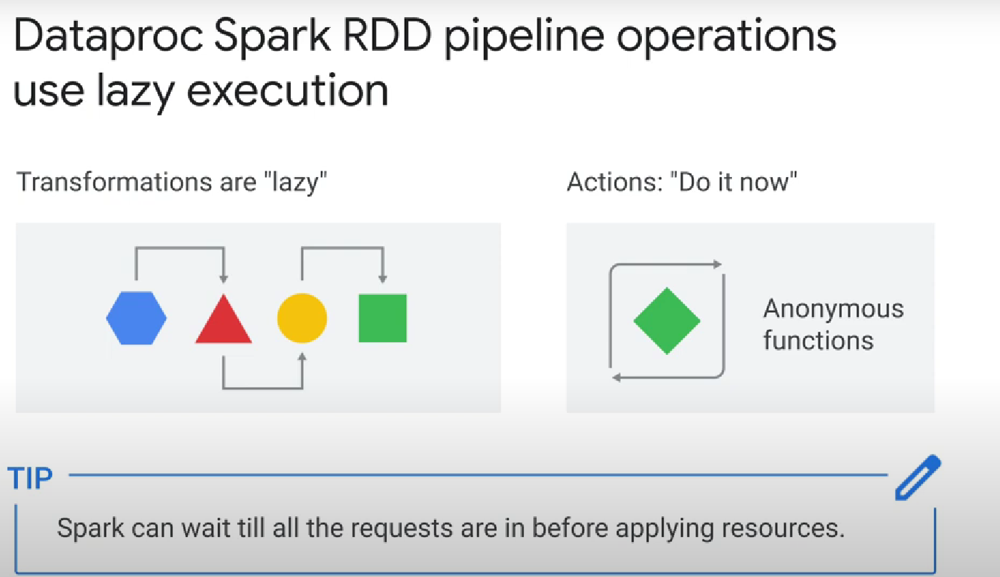 Dataproc Spark RDD pipeline operations
use lazy execution
Transformations are "lazy"
Actions: "Do it now"
Anonymous
functions
TIP
Spark can wait till all the requests are in before applying resources.